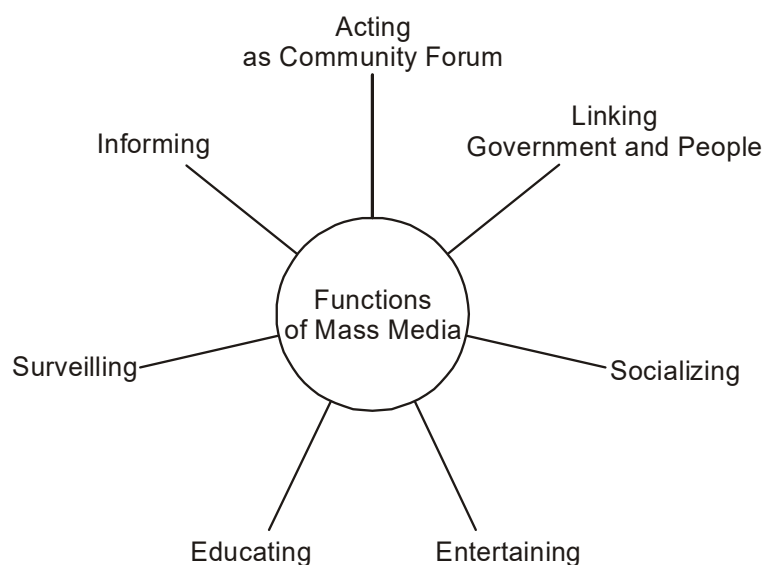 Acting
as Community Forum
Linking
Government and People
Informing
Functions
of Mass Media
Surveilling
Socializing
Educating
Entertaining